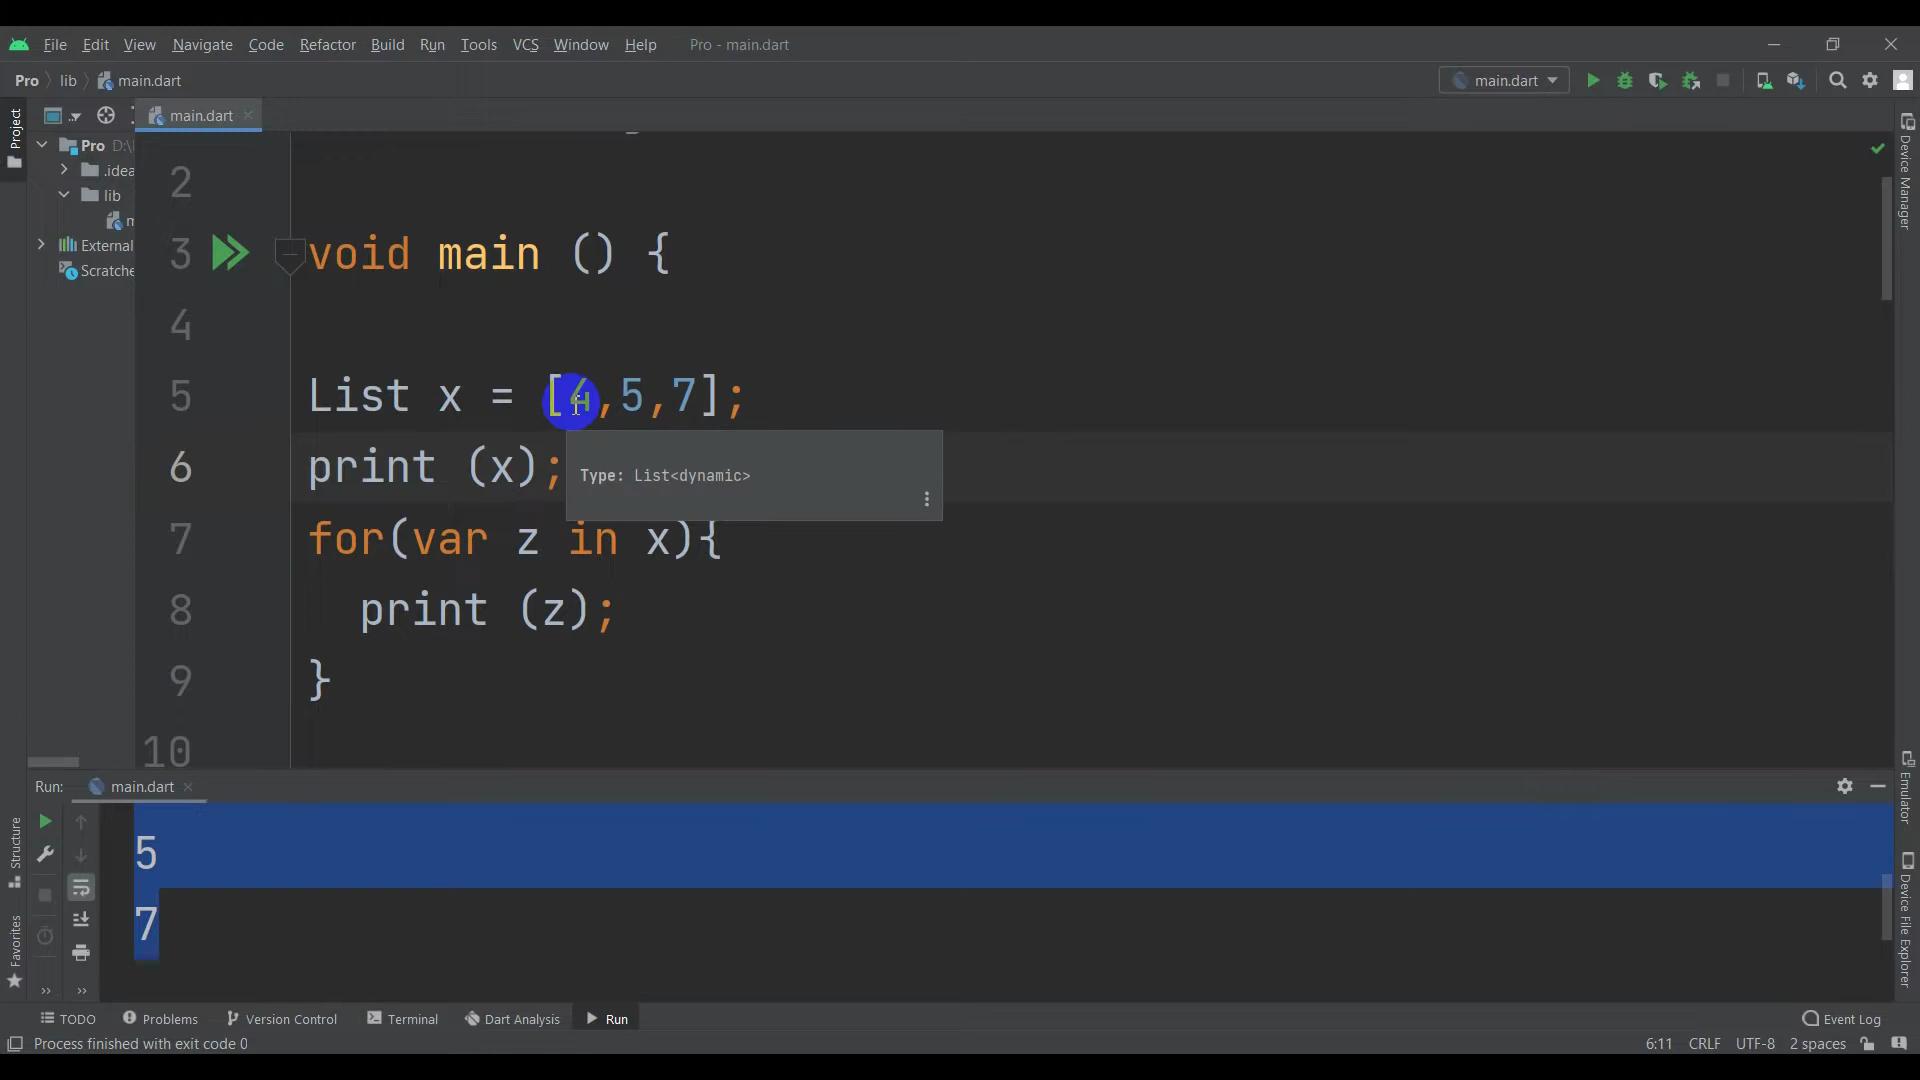 File Edit View Navigate Code Refactor Build Run Tools VCS Window Help Pro - main.dart
Pro lib main.dart
main.dart
Project
main.dart
Pro D:\
.idea
lib
m
External
Scratche
2
3 void main () {
4
5 List x = [4,5,7];
6 print (x);
Type: List<dynamic>
7 for(var z in x){
8 print (z);
9 }
10
Device Manager
Emulator
Device File Explorer
Run: main.dart
Structure
Favorites
5
7
TODO Problems Version Control Terminal Dart Analysis Run Event Log
Process finished with exit code 0 6:11 CRLF UTF-8 2 spaces